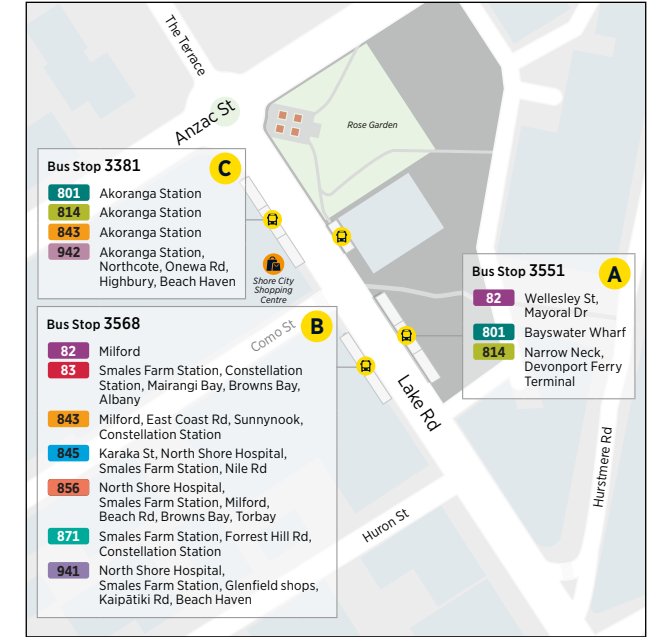 The Terrace
Anzac St
Rose Garden
Bus Stop 3381
C
801 Akoranga Station
814 Akoranga Station
843 Akoranga Station
942 Akoranga Station,
Northcote, Onewa Rd,
Highbury, Beach Haven
Shore City
Shopping
Centre
Bus Stop 3551
A
82 Wellesley St,
Mayoral Dr
801 Bayswater Wharf
814 Narrow Neck,
Devonport Ferry
Terminal
Bus Stop 3568
B
Como St
82 Milford
83 Smales Farm Station, Constellation
Station, Mairangi Bay, Browns Bay,
Albany
843 Milford, East Coast Rd, Sunnynook,
Constellation Station
845 Karaka St, North Shore Hospital,
Smales Farm Station, Nile Rd
856 North Shore Hospital,
Smales Farm Station, Milford,
Beach Rd, Browns Bay, Torbay
871 Smales Farm Station, Forrest Hill Rd,
Constellation Station
941 North Shore Hospital,
Smales Farm Station, Glenfield shops,
Kaipātiki Rd, Beach Haven
Lake Rd
Huron St
Hurstmere Rd